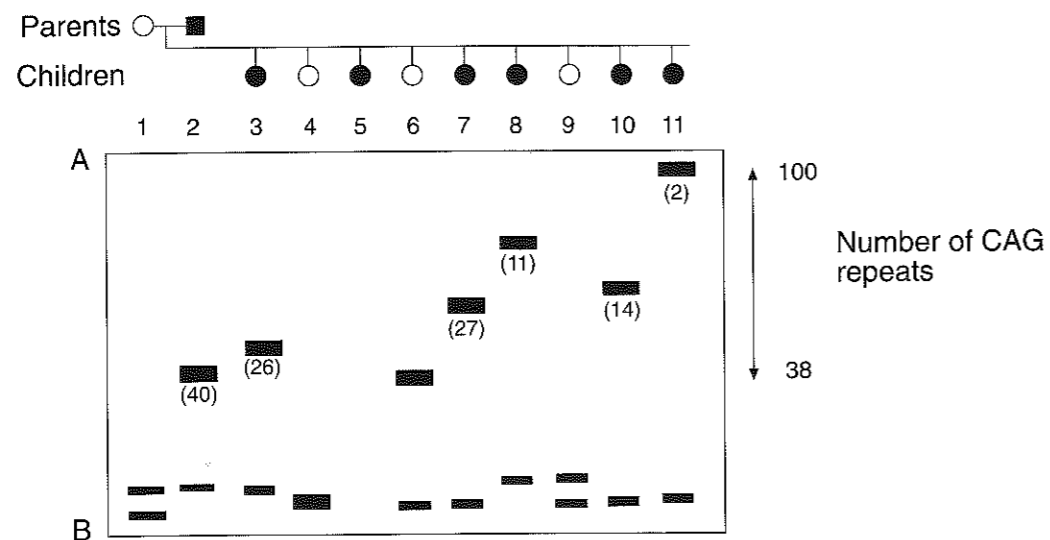 Parents
Children
1 2 3 4 5 6 7 8 9 10 11
A
100
(2)
Number of CAG
repeats
(11)
(14)
(27)
(26)
38
(40)
B